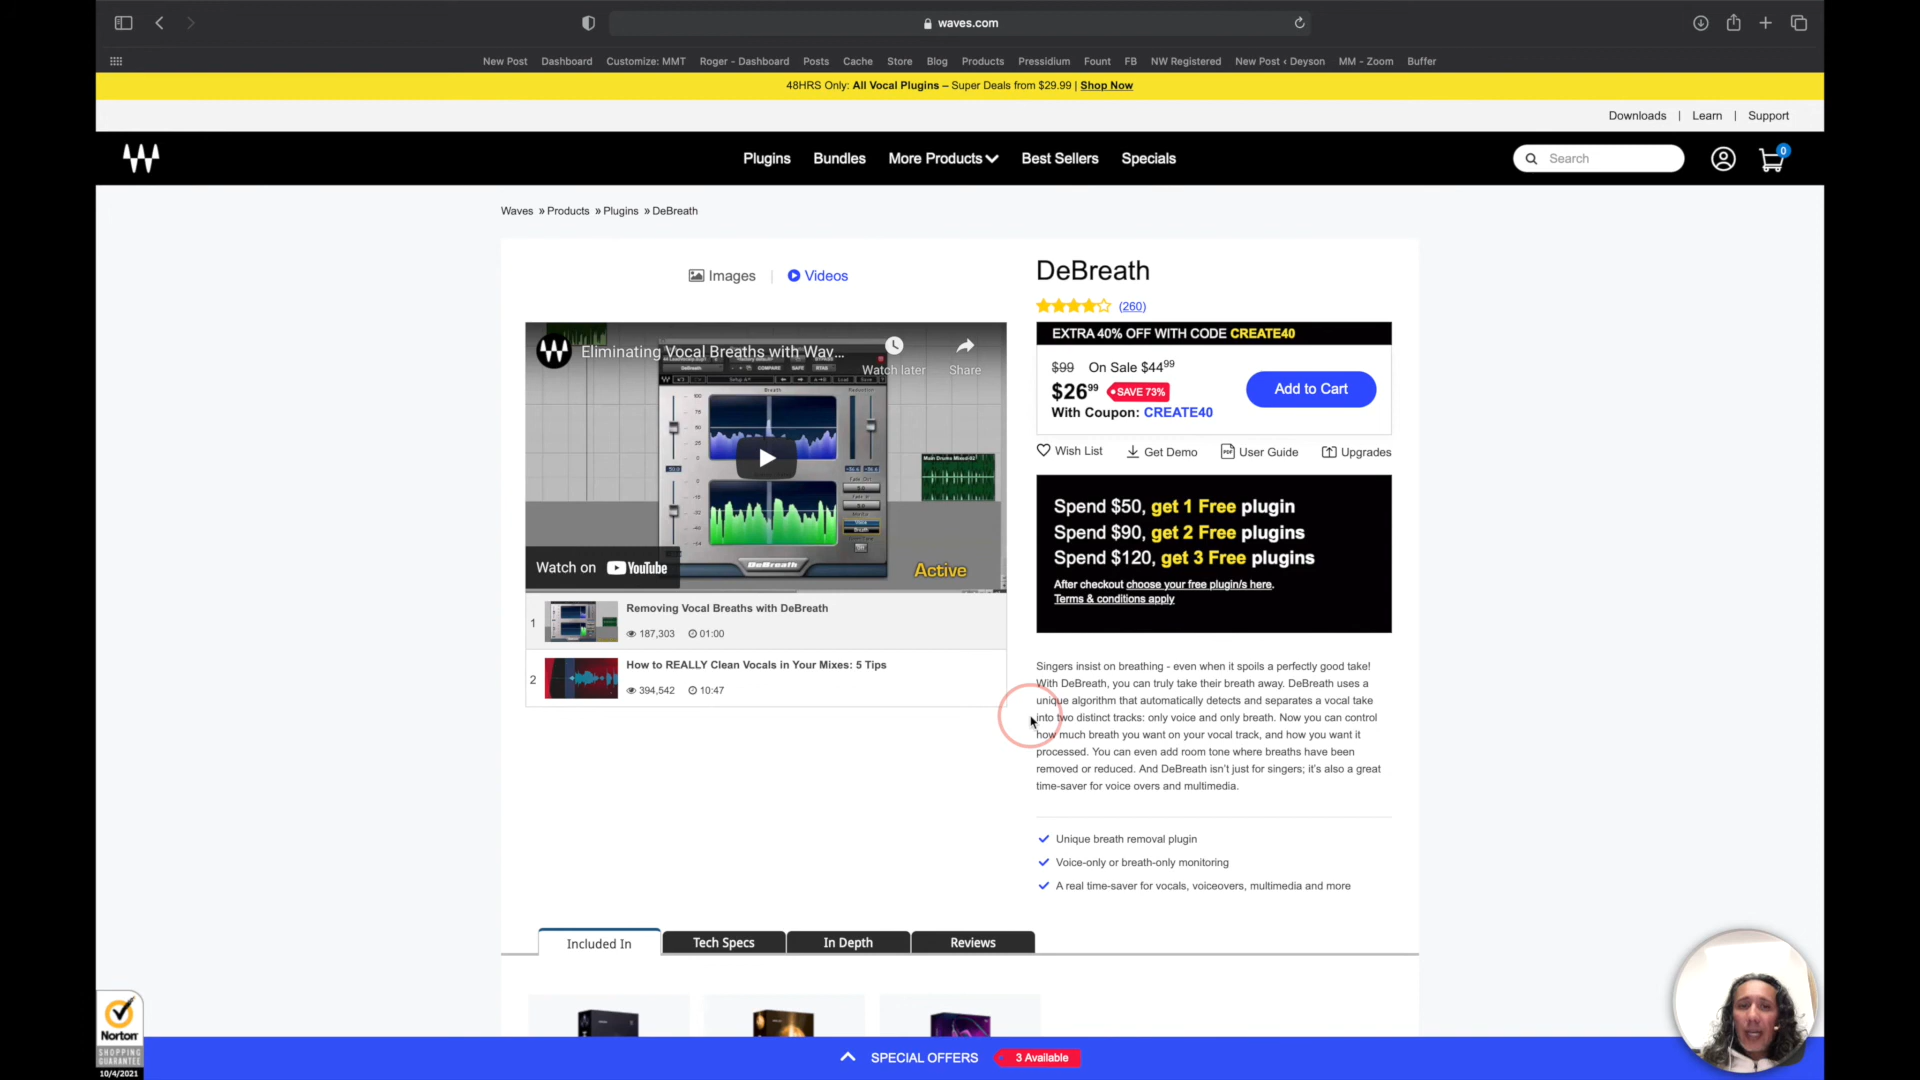 waves.com
New Post Dashboard Customize: MMT Roger - Dashboard Posts Cache Store Blog Products Pressidium Fount FB NW Registered New Post ‹ Deyson MM - Zoom Buffer
48HRS Only: All Vocal Plugins – Super Deals from $29.99 | Shop Now
Downloads | Learn | Support
Plugins Bundles More Products Best Sellers Specials
Search
0
Waves » Products » Plugins » DeBreath
Images | Videos
DeBreath
(260)
Eliminating Vocal Breaths with Wav...
Watch later
Share
Active
Watch on YouTube
EXTRA 40% OFF WITH CODE CREATE40
$99 On Sale $44⁹⁹
$26⁹⁹ SAVE 73%
With Coupon: CREATE40
Add to Cart
Wish List Get Demo User Guide Upgrades
1
Removing Vocal Breaths with DeBreath
187,303 01:00
2
How to REALLY Clean Vocals in Your Mixes: 5 Tips
394,542 10:47
Spend $50, get 1 Free plugin
Spend $90, get 2 Free plugins
Spend $120, get 3 Free plugins
After checkout choose your free plugin/s here.
Terms & conditions apply
Singers insist on breathing - even when it spoils a perfectly good take!
With DeBreath, you can truly take their breath away. DeBreath uses a
unique algorithm that automatically detects and separates a vocal take
into two distinct tracks: only voice and only breath. Now you can control
how much breath you want on your vocal track, and how you want it
processed. You can even add room tone where breaths have been
removed or reduced. And DeBreath isn't just for singers; it's also a great
time-saver for voice overs and multimedia.
Unique breath removal plugin
Voice-only or breath-only monitoring
A real time-saver for vocals, voiceovers, multimedia and more
Included In Tech Specs In Depth Reviews
Norton
SHOPPING
GUARANTEE
10/4/2021
SPECIAL OFFERS 3 Available